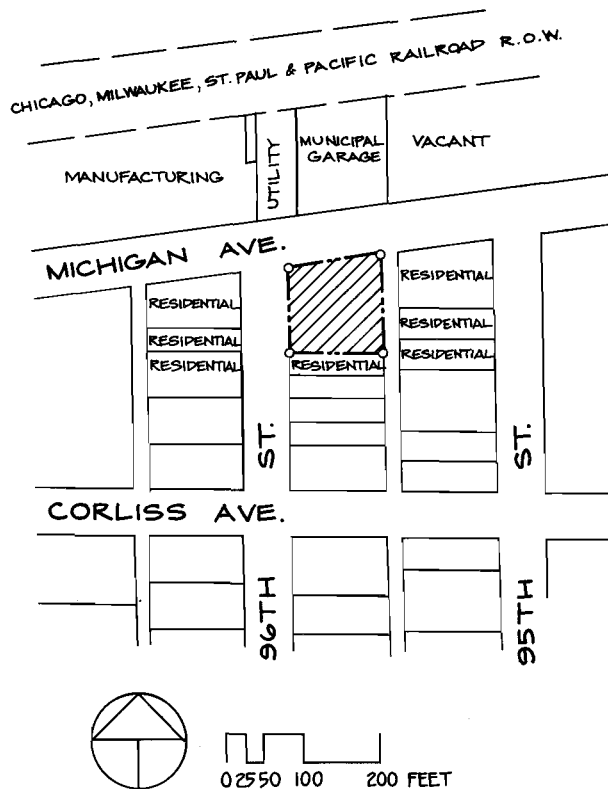 CHICAGO, MILWAUKEE, ST. PAUL & PACIFIC RAILROAD R.O.W.
MANUFACTURING
UTILITY
MUNICIPAL
GARAGE
VACANT
MICHIGAN AVE.
RESIDENTIAL
RESIDENTIAL
RESIDENTIAL
RESIDENTIAL
RESIDENTIAL
RESIDENTIAL
RESIDENTIAL
CORLISS AVE.
96TH ST.
95TH ST.
0 25 50 100 200 FEET